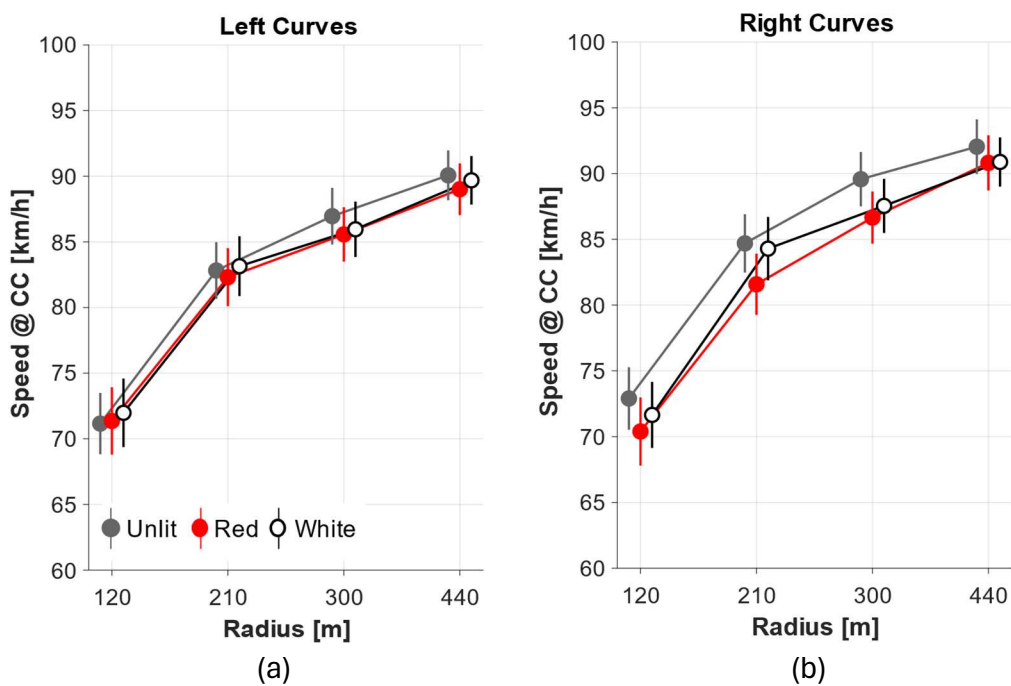 Left Curves
100
95
90
85
80
75
70
65
60
Speed @ CC [km/h]
Unlit Red White
120 210 300 440
Radius [m]
(a)
Right Curves
100
95
90
85
80
75
70
65
60
Speed @ CC [km/h]
120 210 300 440
Radius [m]
(b)